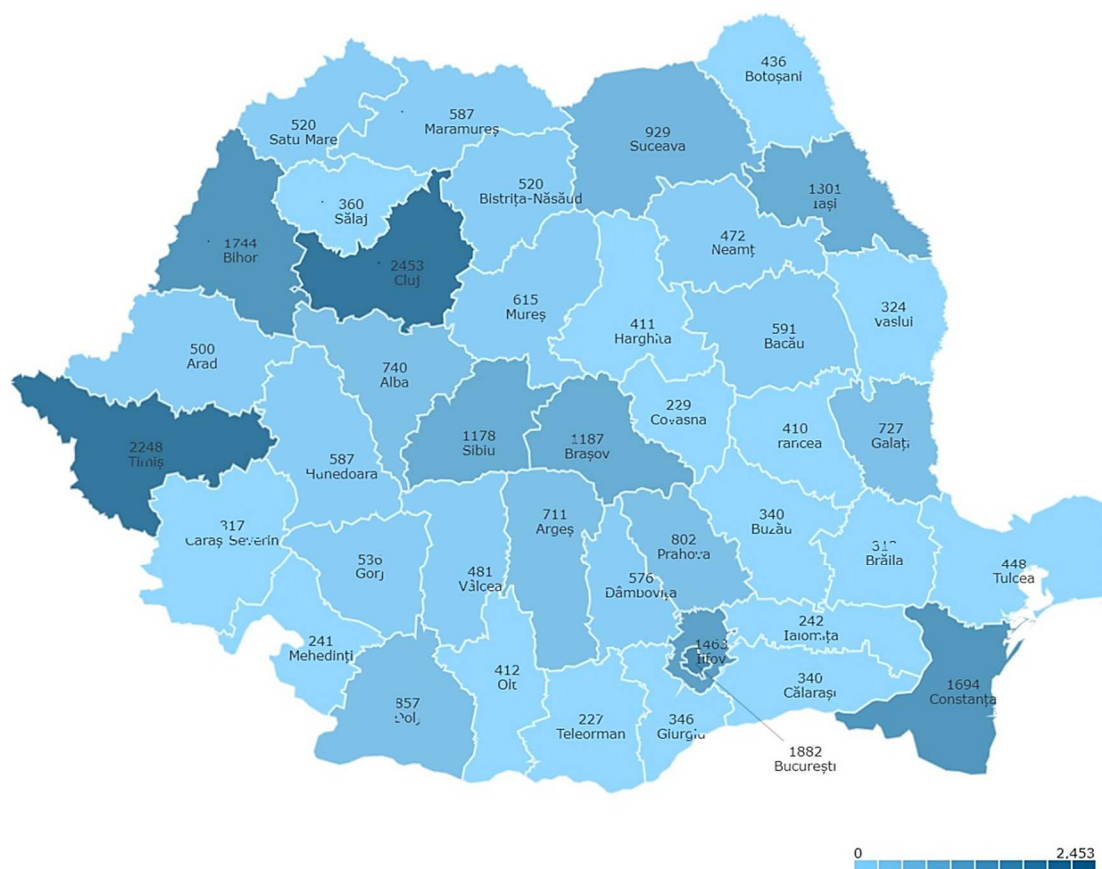 436
Botoșani
587
Maramureș
520
Satu Mare
929
Suceava
520
Bistrița-Năsăud
1301
Iași
360
Sălaj
472
Neamț
1744
Bihor
2453
Cluj
615
Mureș
324
Vaslui
411
Harghita
591
Bacău
500
Arad
740
Alba
229
Covasna
410
727
Galați
1178
Sibiu
1187
Brașov
2248
Timiș
587
Hunedoara
317
Caraș Severin
711
Argeș
340
Buzău
802
Prahova
Brăila
536
Gorj
481
Vâlcea
576
Dâmbovița
448
Tulcea
242
Ialomița
241
Mehedinți
1463
Ilfov
412
Olt
340
Călărași
1694
Constanța
857
Dolj
227
Teleorman
346
Giurgiu
1882
București
0 2,453